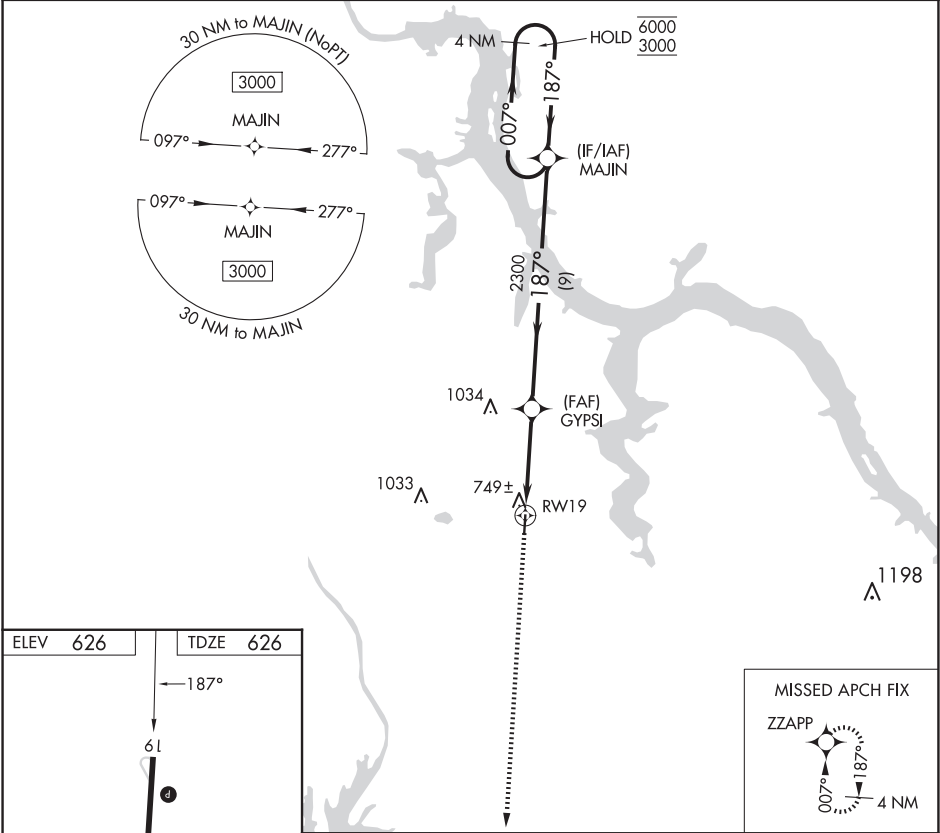 30 NM to MAJIN (NoPT)
3000
MAJIN
097°
277°
097°
277°
MAJIN
3000
30 NM to MAJIN
4 NM
HOLD
6000
3000
187°
007°
(IF/IAF)
MAJIN
2300
187°
(9)
1034
(FAF)
GYPSI
1033
749±
RW19
1198
ELEV 626
TDZE 626
187°
19
P
MISSED APCH FIX
ZZAPP
187°
007°
4 NM